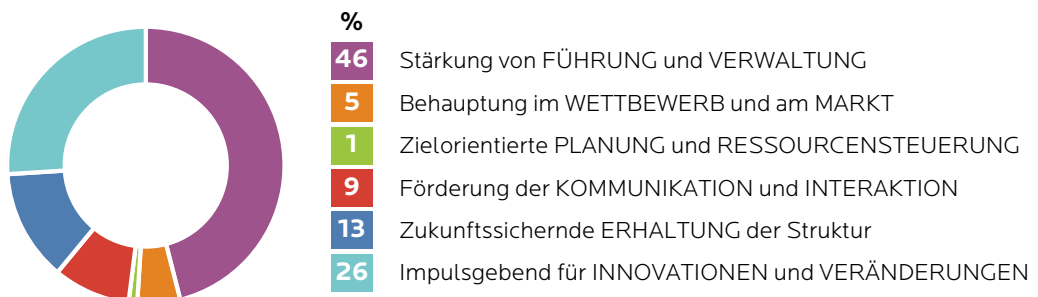 %
46 Stärkung von FÜHRUNG und VERWALTUNG
5 Behauptung im WETTBEWERB und am MARKT
1 Zielorientierte PLANUNG und RESSOURCENSTEUERUNG
9 Förderung der KOMMUNIKATION und INTERAKTION
13 Zukunftssichernde ERHALTUNG der Struktur
26 Impulsgebend für INNOVATIONEN und VERÄNDERUNGEN